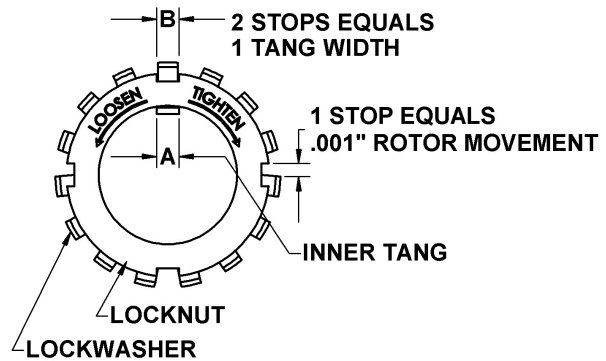 B
2 STOPS EQUALS
1 TANG WIDTH
LOOSEN
TIGHTEN
1 STOP EQUALS
.001" ROTOR MOVEMENT
A
INNER TANG
LOCKNUT
LOCKWASHER